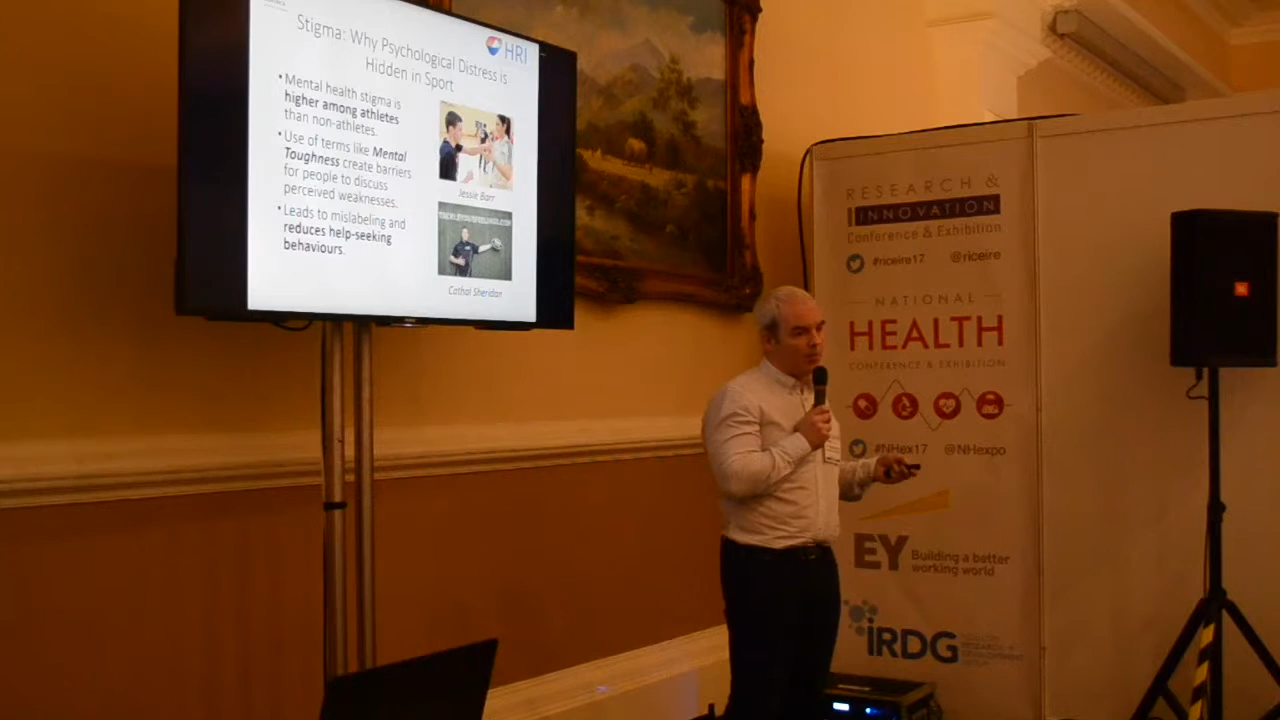 Stigma: Why Psychological Distress is
Hidden in Sport
HRI
•Mental health stigma is
higher among athletes
than non-athletes.
•Use of terms like Mental
Toughness create barriers
for people to discuss
perceived weaknesses.
•Leads to mislabeling and
reduces help-seeking
behaviours.
Jessie Barr
Cathal Sheridan
RESEARCH &
INNOVATION
Conference & Exhibition
#riceire17 @riceire
NATIONAL
HEALTH
CONFERENCE & EXHIBITION
#NHex17 @NHexpo
EY Building a better
working world
iRDG
JBL